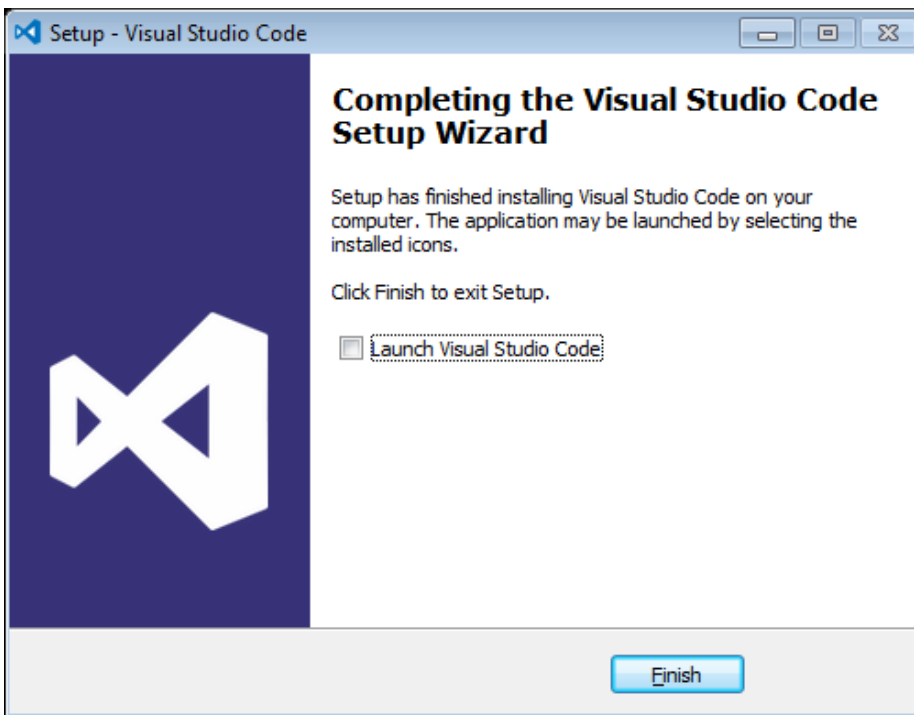 Setup - Visual Studio Code
Completing the Visual Studio Code
Setup Wizard
Setup has finished installing Visual Studio Code on your
computer. The application may be launched by selecting the
installed icons.
Click Finish to exit Setup.
Launch Visual Studio Code
Finish